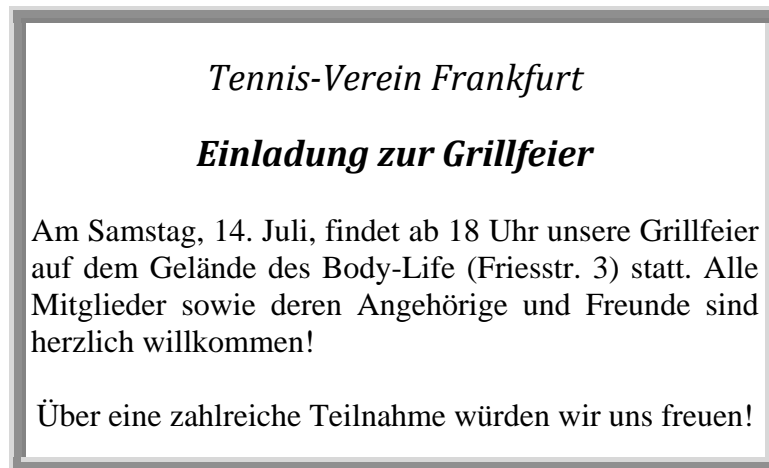 Tennis-Verein Frankfurt
Einladung zur Grillfeier
Am Samstag, 14. Juli, findet ab 18 Uhr unsere Grillfeier
auf dem Gelände des Body-Life (Friesstr. 3) statt. Alle
Mitglieder sowie deren Angehörige und Freunde sind
herzlich willkommen!
Über eine zahlreiche Teilnahme würden wir uns freuen!